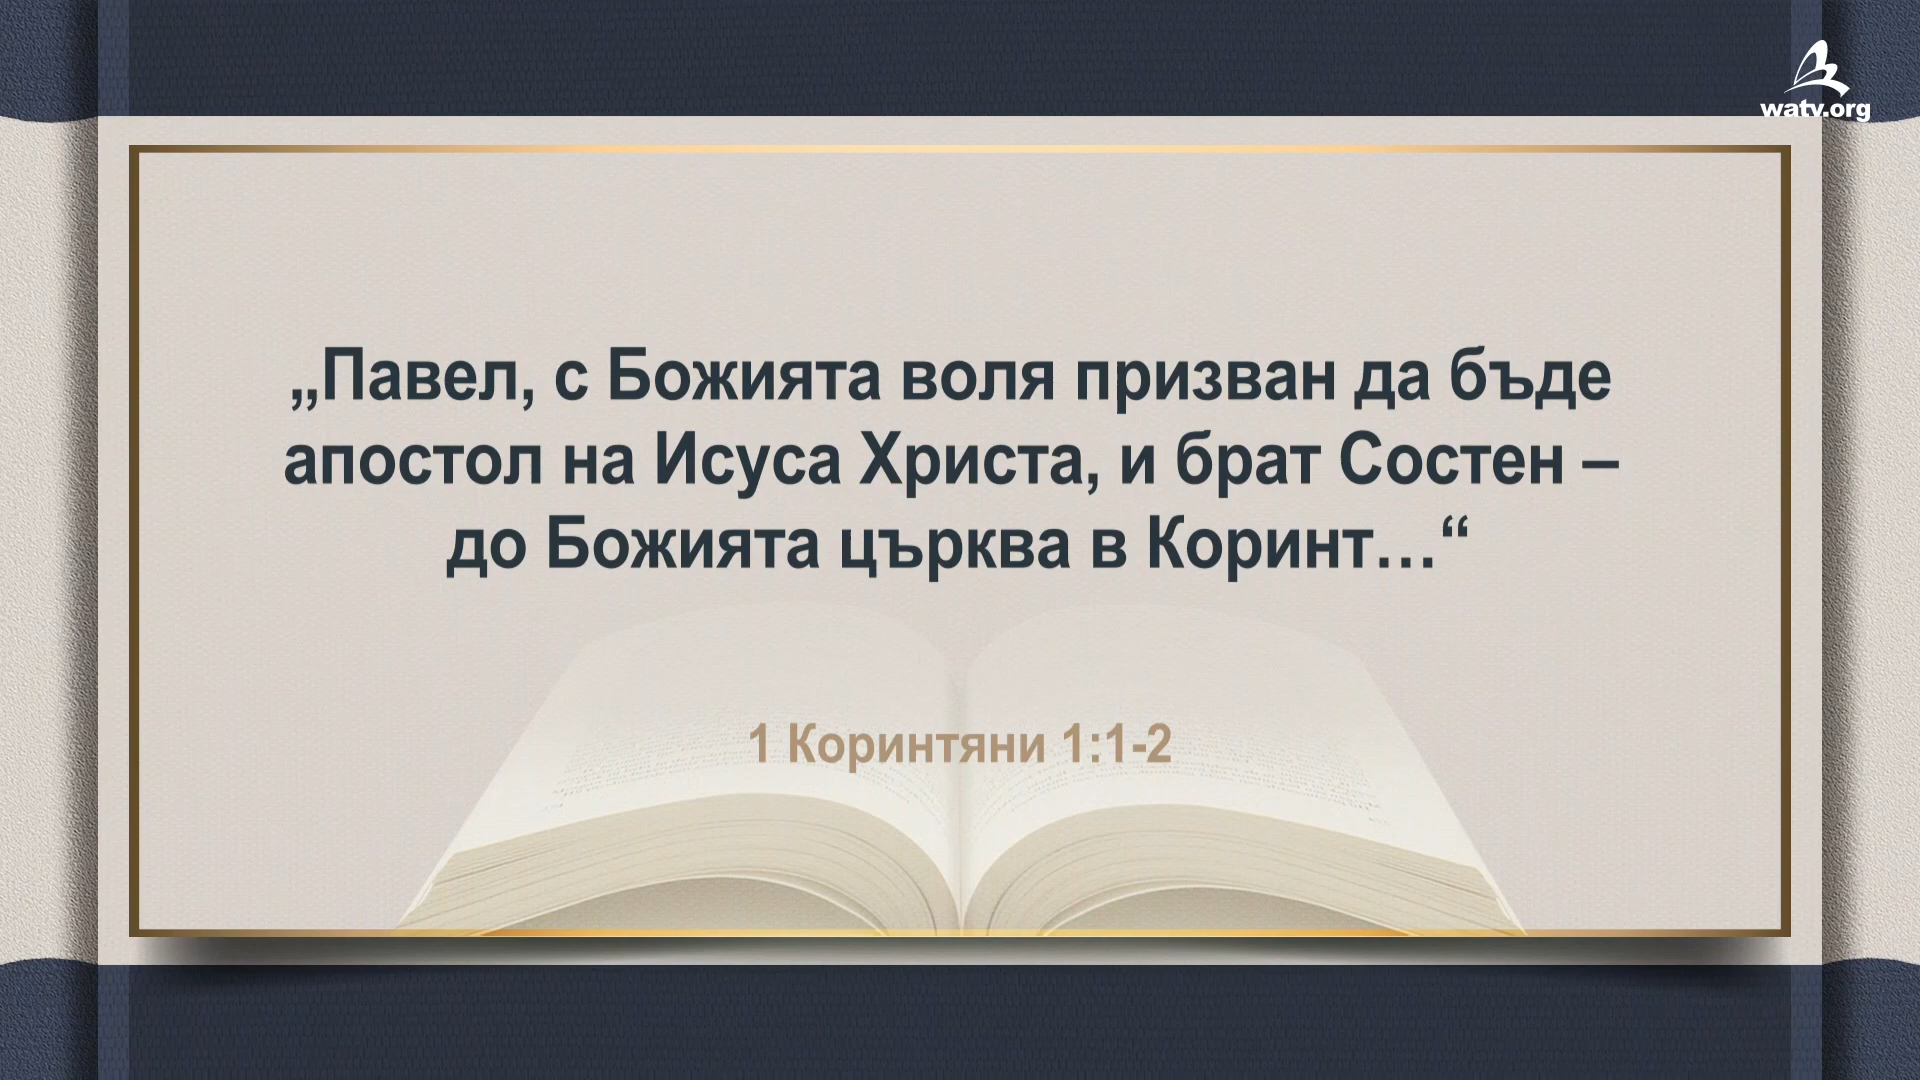 watv.org
„Павел, с Божията воля призван да бъде
апостол на Исуса Христа, и брат Состен –
до Божията църква в Коринт…“
1 Коринтяни 1:1-2